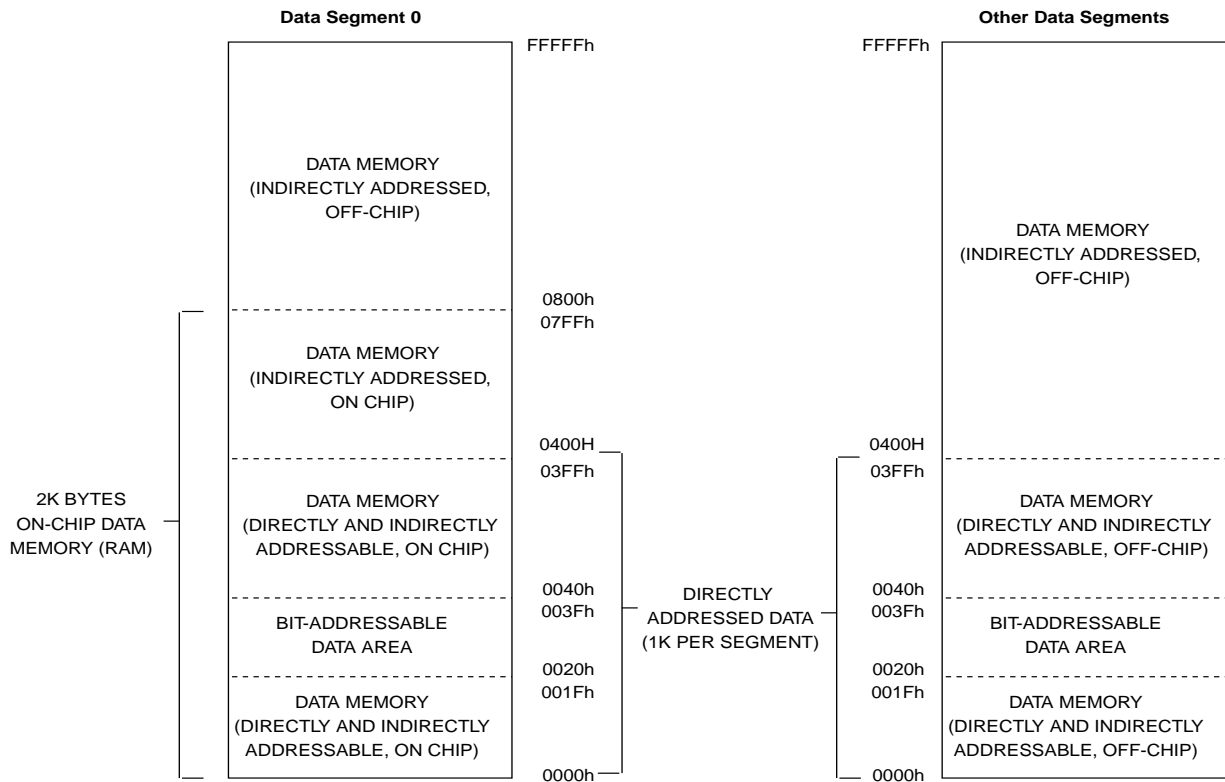 Data Segment 0
FFFFFh
DATA MEMORY
(INDIRECTLY ADDRESSED,
OFF-CHIP)
0800h
07FFh
DATA MEMORY
(INDIRECTLY ADDRESSED,
ON CHIP)
0400H
03FFh
2K BYTES
ON-CHIP DATA
MEMORY (RAM)
DATA MEMORY
(DIRECTLY AND INDIRECTLY
ADDRESSABLE, ON CHIP)
0040h
003Fh
BIT-ADDRESSABLE
DATA AREA
0020h
001Fh
DATA MEMORY
(DIRECTLY AND INDIRECTLY
ADDRESSABLE, ON CHIP)
0000h
DIRECTLY
ADDRESSED DATA
(1K PER SEGMENT)
Other Data Segments
FFFFFh
DATA MEMORY
(INDIRECTLY ADDRESSED,
OFF-CHIP)
0400H
03FFh
DATA MEMORY
(DIRECTLY AND INDIRECTLY
ADDRESSABLE, OFF-CHIP)
0040h
003Fh
BIT-ADDRESSABLE
DATA AREA
0020h
001Fh
DATA MEMORY
(DIRECTLY AND INDIRECTLY
ADDRESSABLE, OFF-CHIP)
0000h